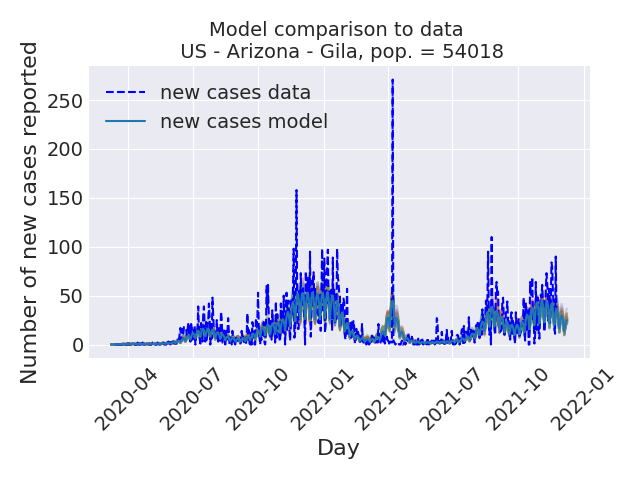 Model comparison to data
US - Arizona - Gila, pop. = 54018
new cases data
new cases model
Number of new cases reported
250
200
150
100
50
0
2020-04
2020-07
2020-10
2021-01
2021-04
2021-07
2021-10
2022-01
Day